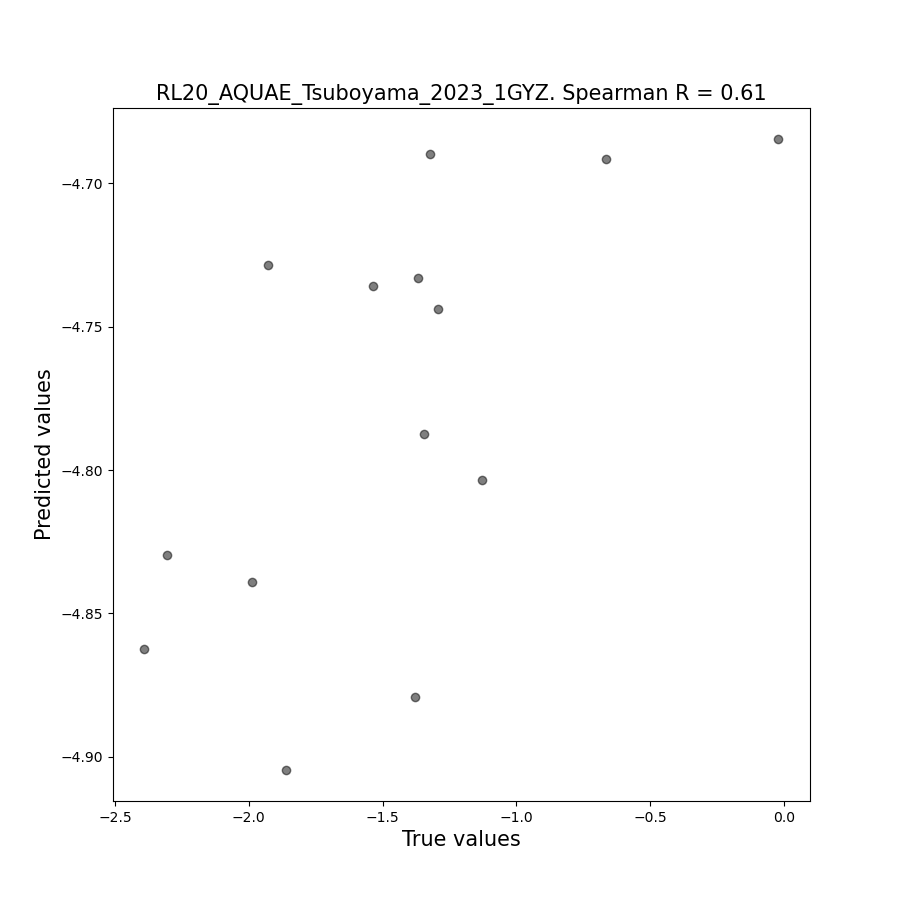 RL20_AQUAE_Tsuboyama_2023_1GYZ. Spearman R = 0.61
Predicted values
−4.70
−4.75
−4.80
−4.85
−4.90
−2.5 −2.0 −1.5 −1.0 −0.5 0.0
True values